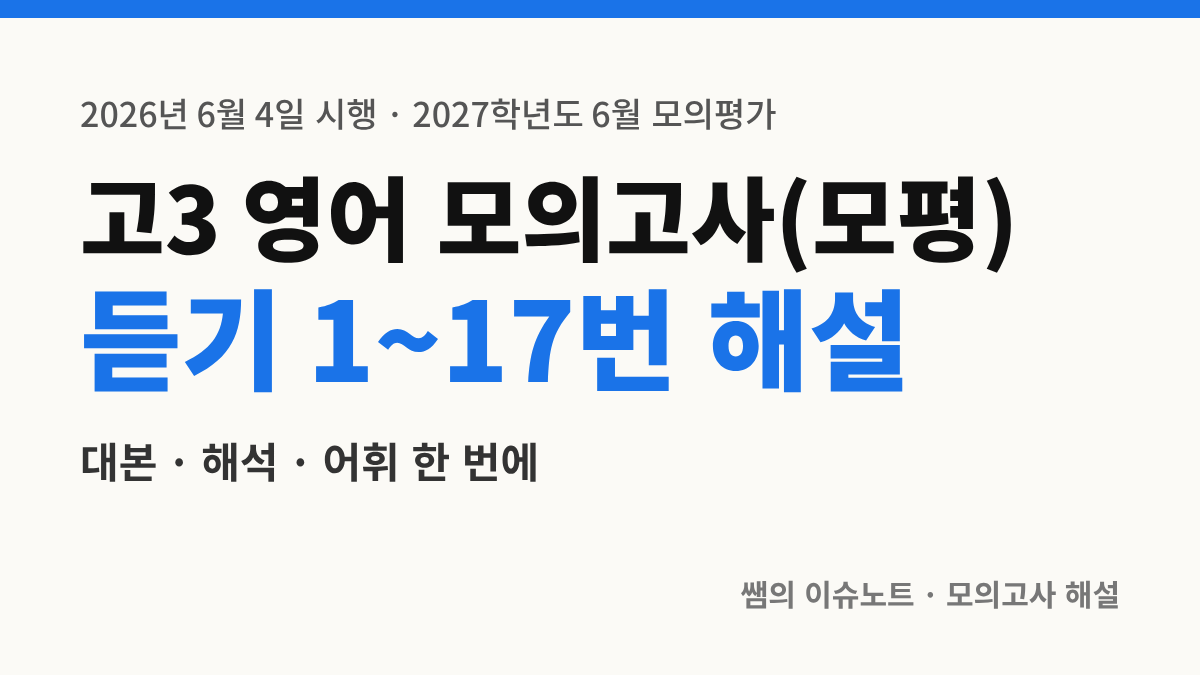 2026년 6월 4일 시행 · 2027학년도 6월 모의평가
고3 영어 모의고사(모평)
듣기 1~17번 해설
대본 · 해석 · 어휘 한 번에
쌤의 이슈노트 · 모의고사 해설